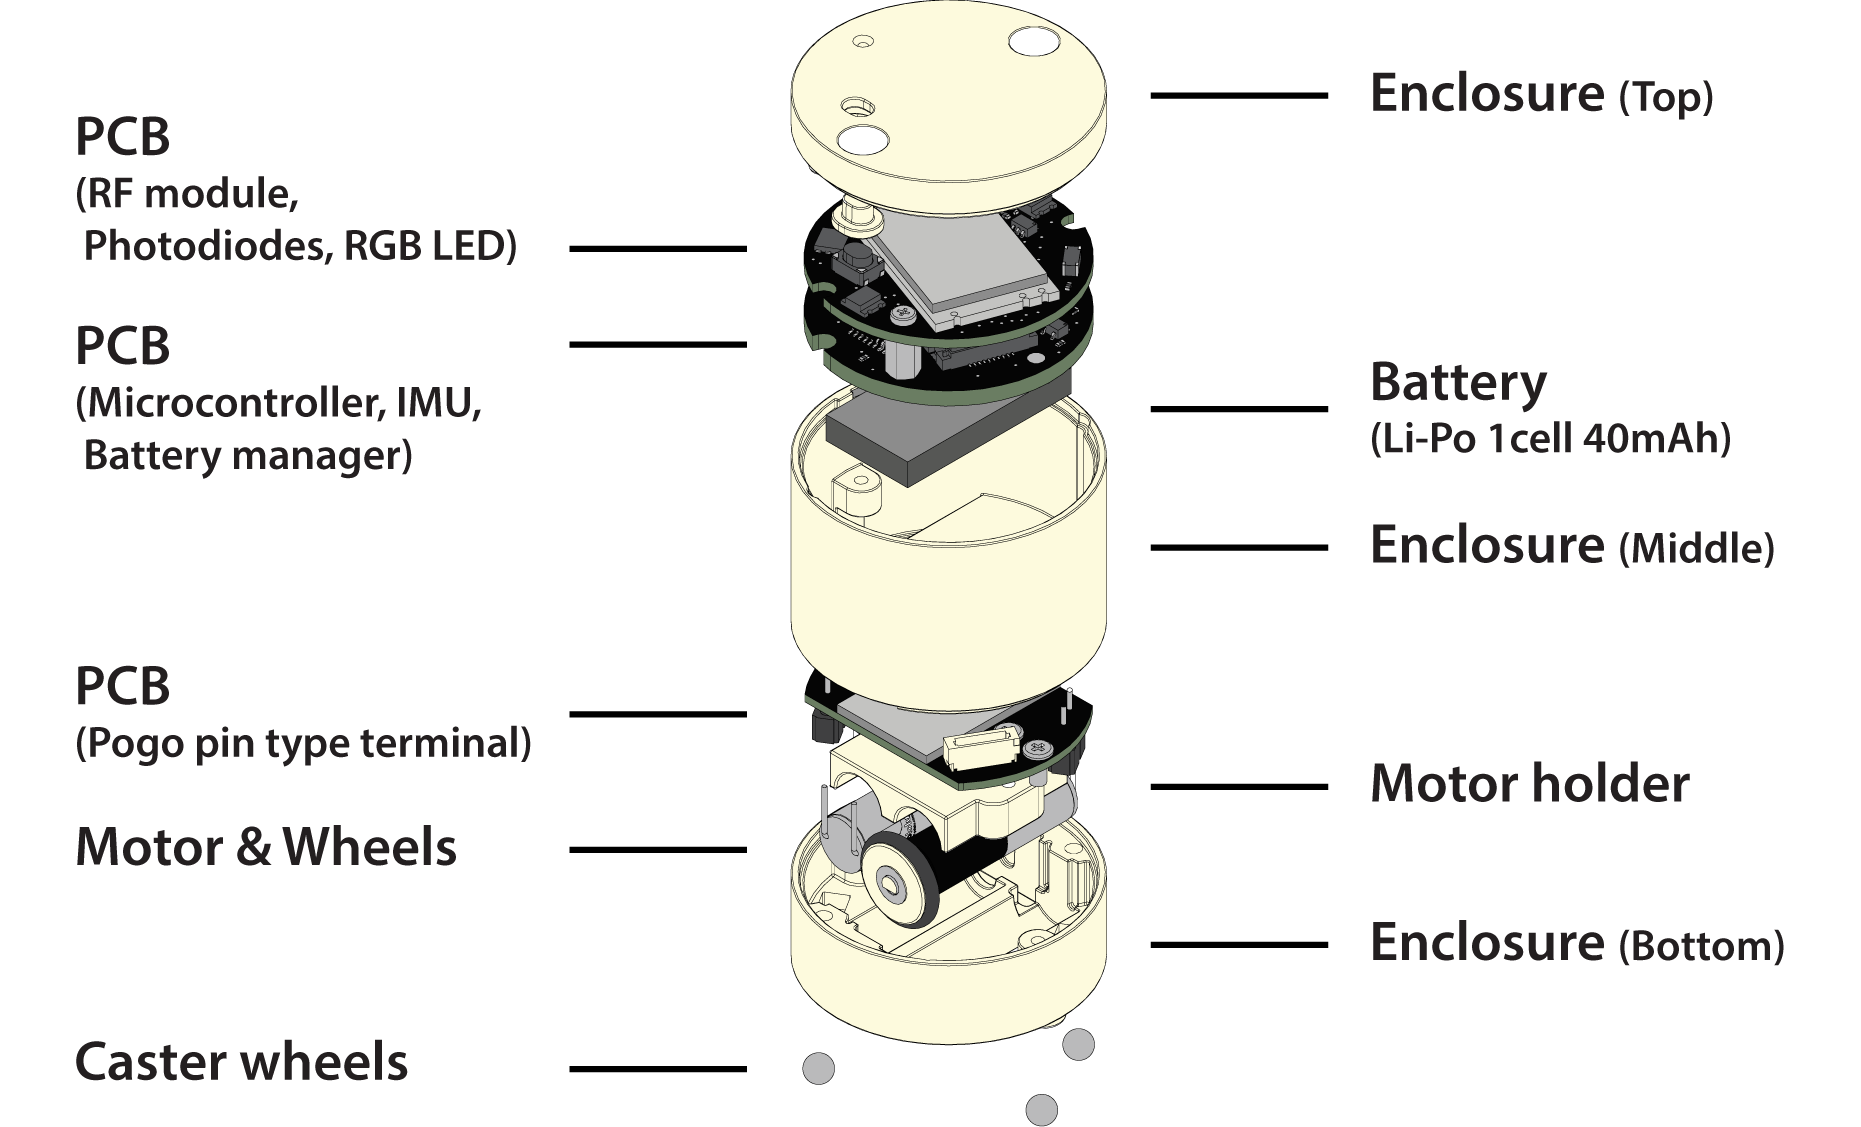 PCB
(RF module,
Photodiodes, RGB LED)
PCB
(Microcontroller, IMU,
Battery manager)
PCB
(Pogo pin type terminal)
Motor & Wheels
Caster wheels
Enclosure (Top)
Battery
(Li-Po 1cell 40mAh)
Enclosure (Middle)
Motor holder
Enclosure (Bottom)